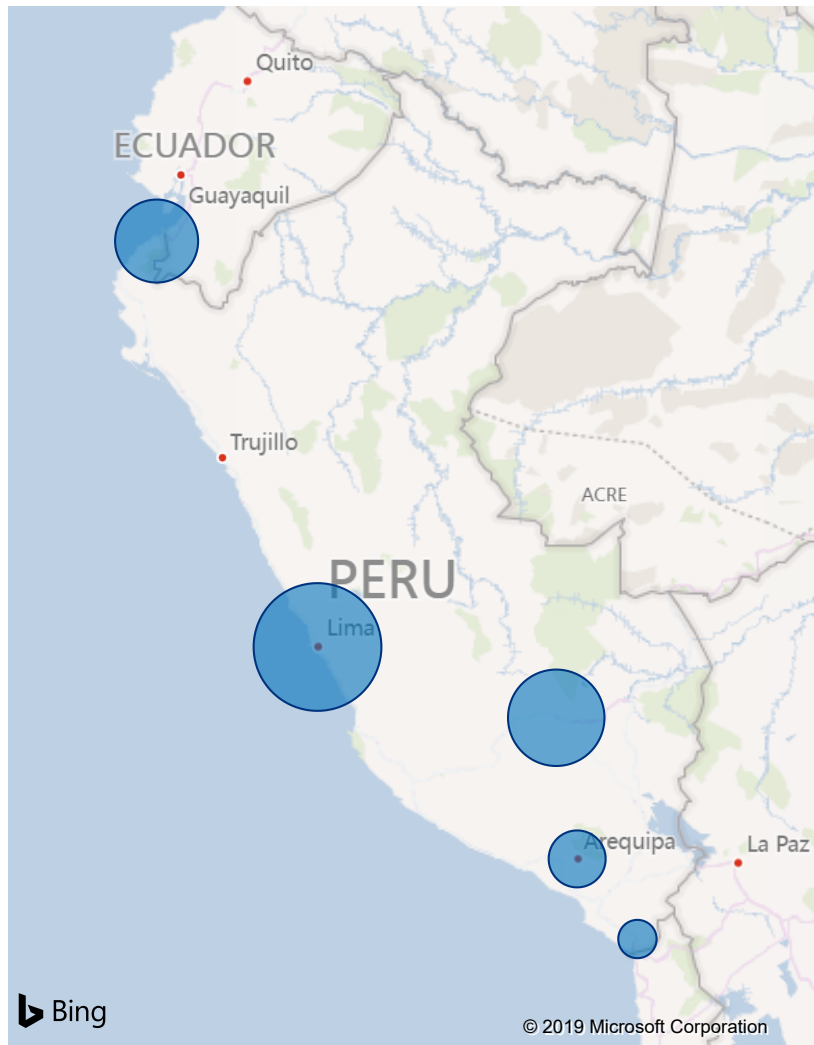 Quito
ECUADOR
Guayaquil
Trujillo
ACRE
PERU
Lima
Arequipa
La Paz
Bing
© 2019 Microsoft Corporation